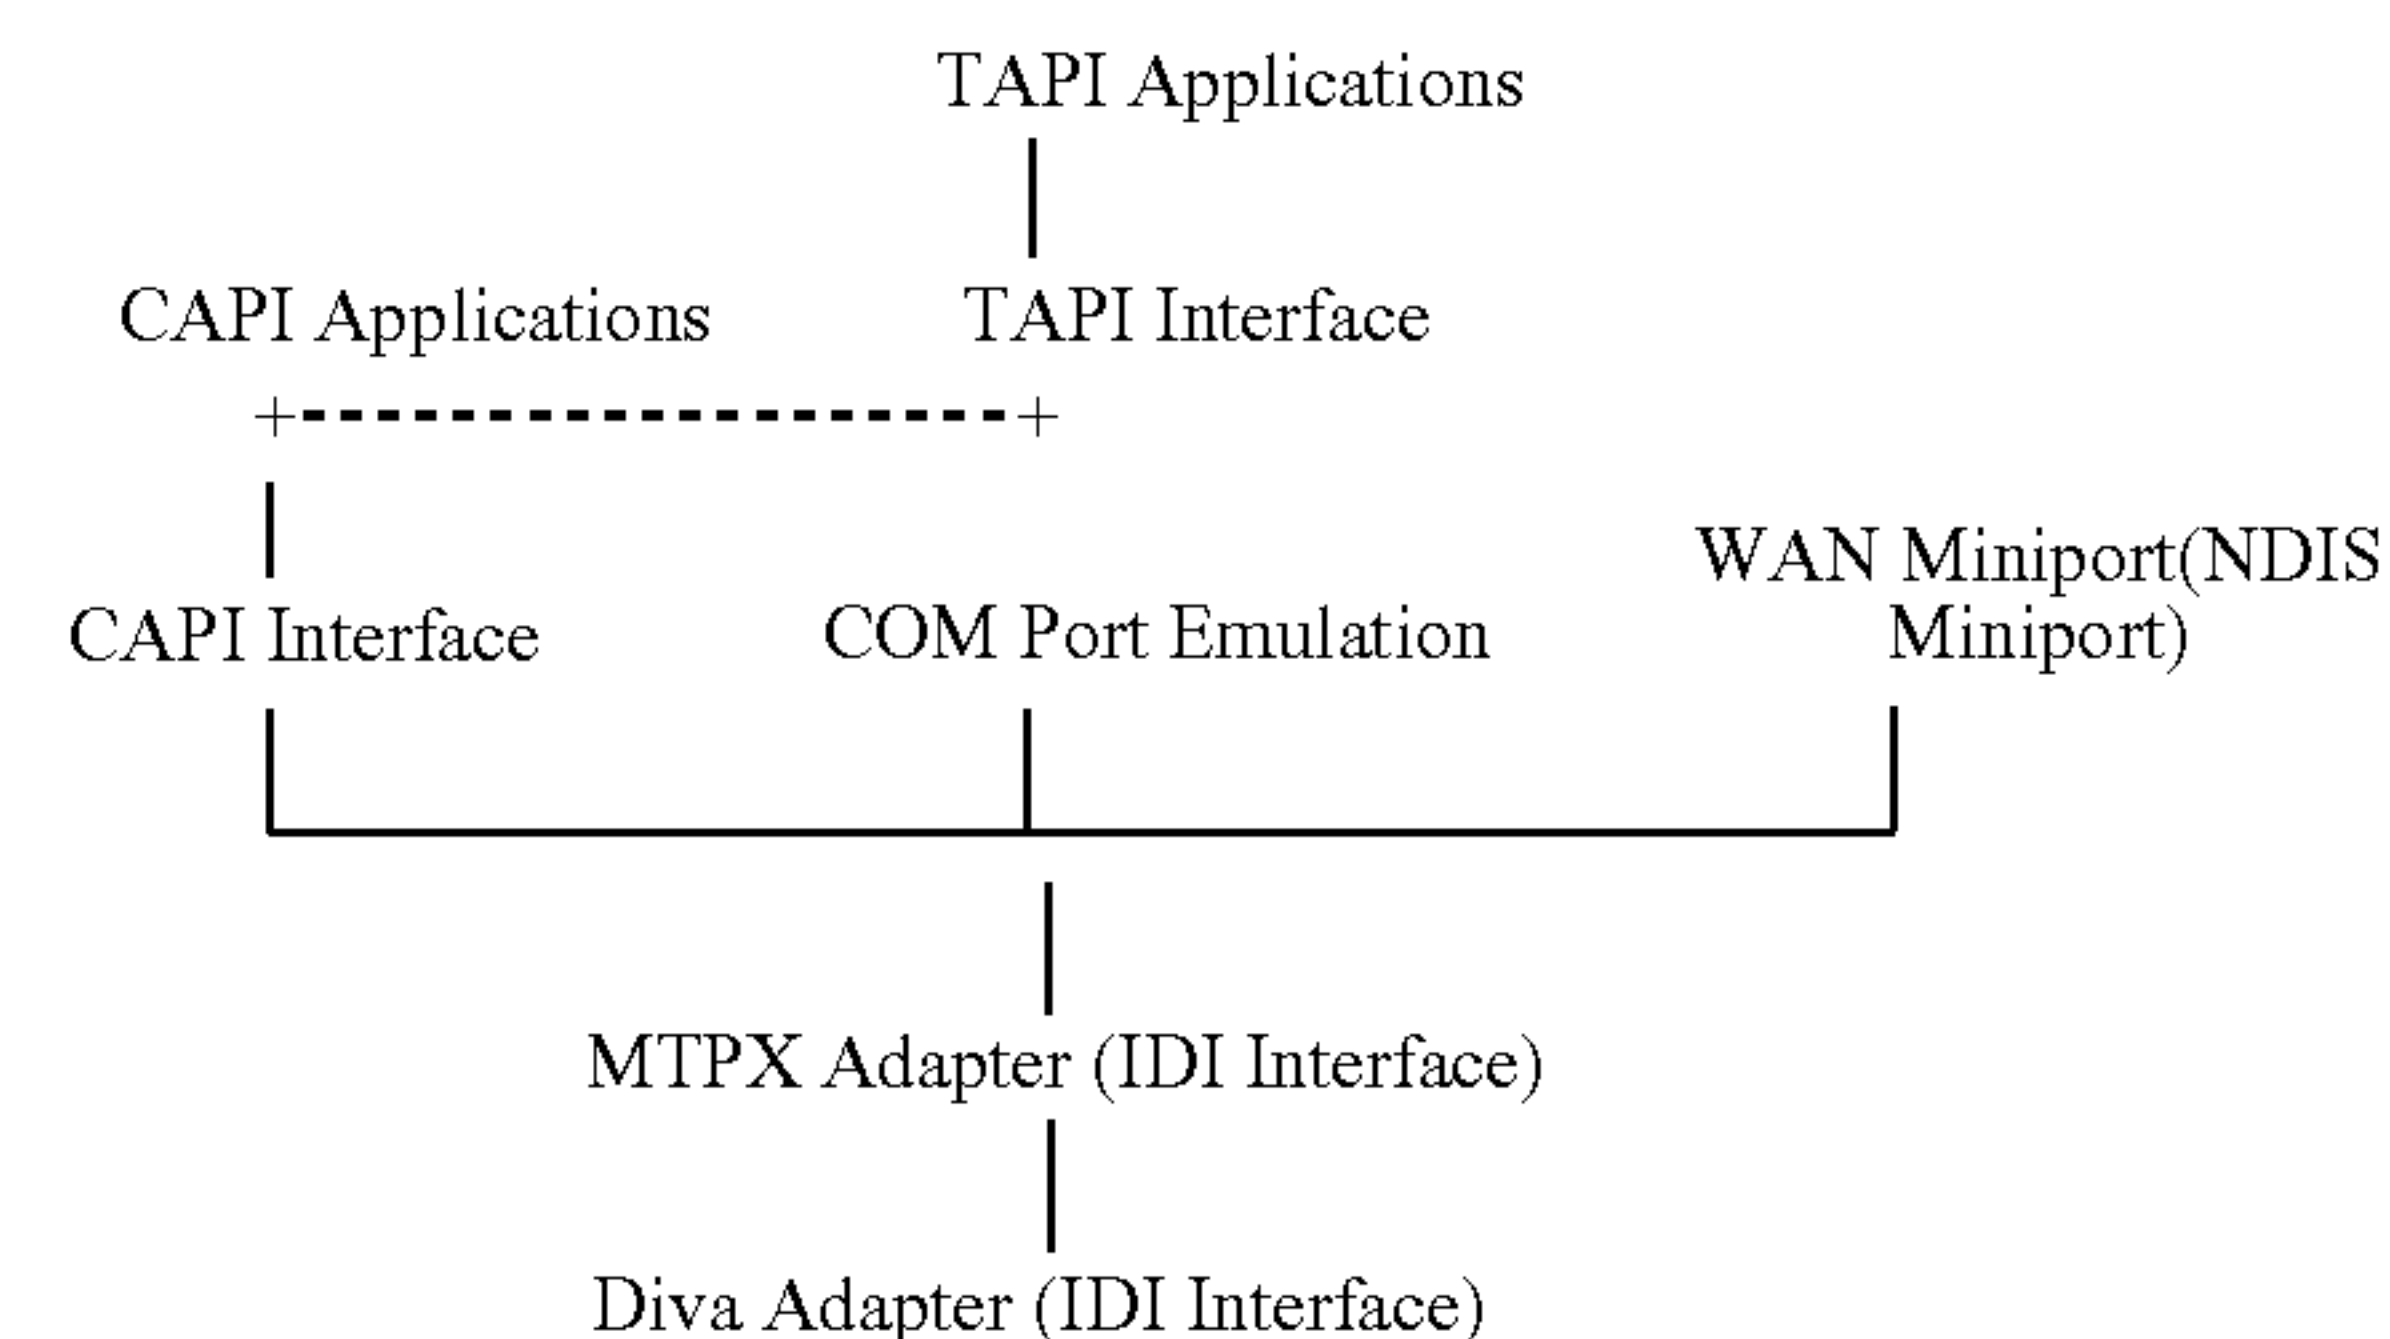 TAPI Applications
CAPI Applications
TAPI Interface
CAPI Interface
COM Port Emulation
WAN Miniport(NDIS
Miniport)
MTPX Adapter (IDI Interface)
Diva Adapter (IDI Interface)